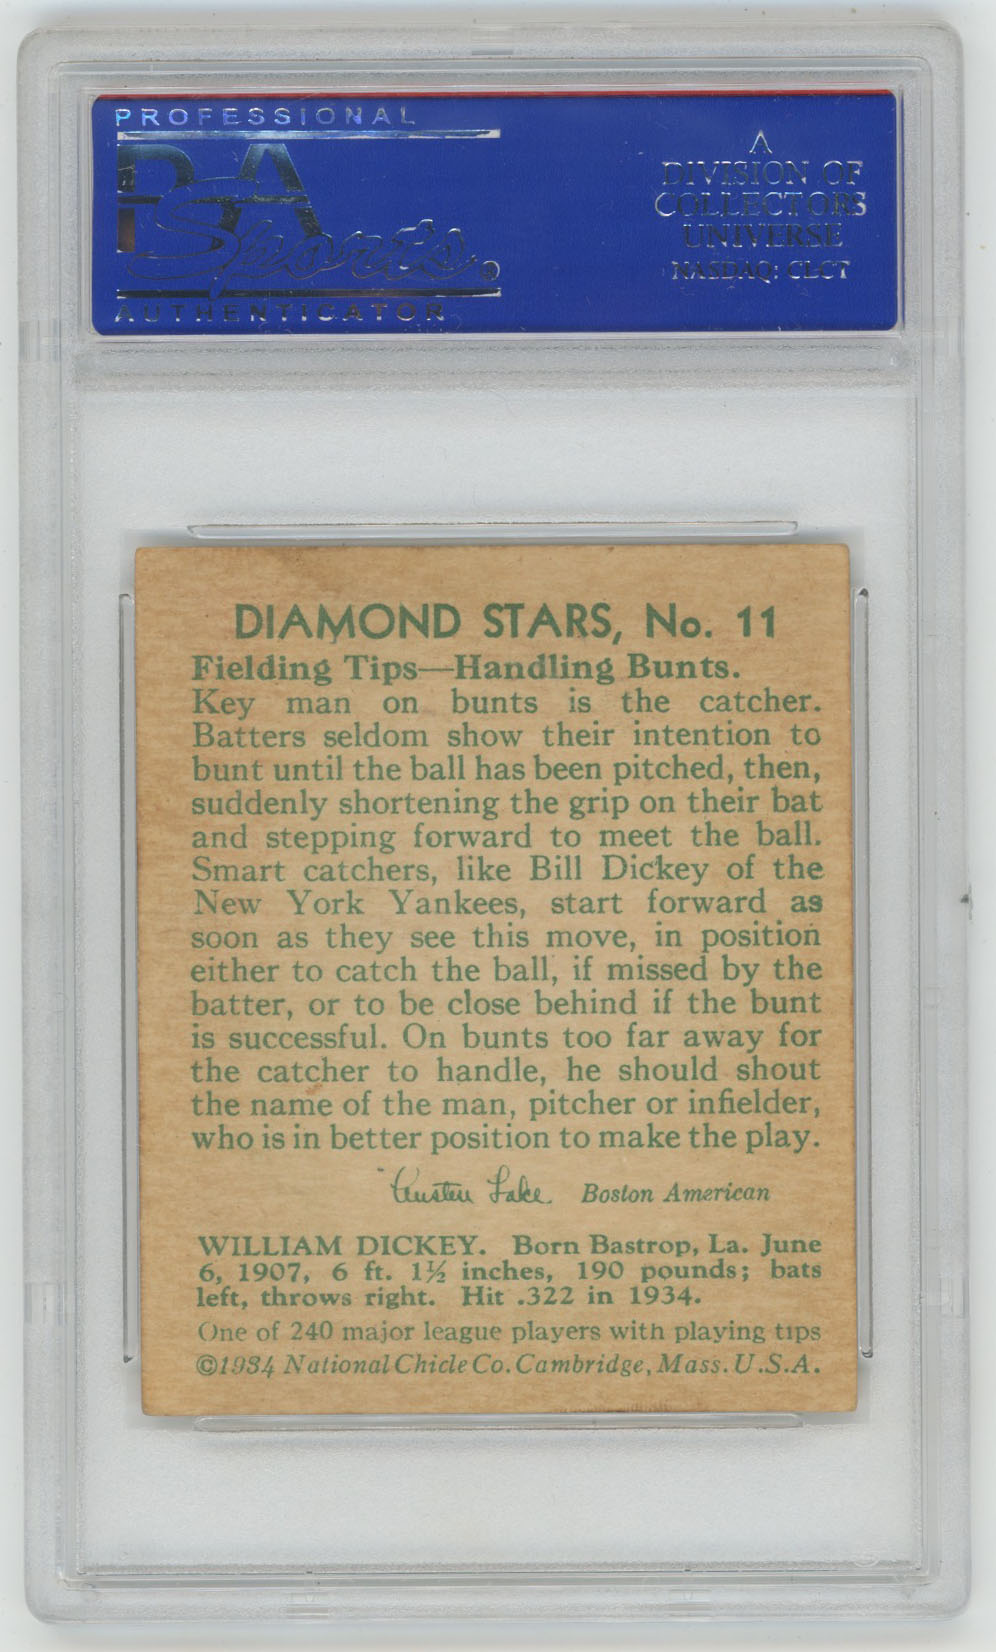 PROFESSIONAL
PSA
Sports®
AUTHENTICATOR
A
DIVISION OF
COLLECTORS
UNIVERSE
NASDAQ: CLCT
DIAMOND STARS, No. 11
Fielding Tips—Handling Bunts.
Key man on bunts is the catcher.
Batters seldom show their intention to
bunt until the ball has been pitched, then,
suddenly shortening the grip on their bat
and stepping forward to meet the ball.
Smart catchers, like Bill Dickey of the
New York Yankees, start forward as
soon as they see this move, in position
either to catch the ball, if missed by the
batter, or to be close behind if the bunt
is successful. On bunts too far away for
the catcher to handle, he should shout
the name of the man, pitcher or infielder,
who is in better position to make the play.
Austen Lake Boston American
WILLIAM DICKEY. Born Bastrop, La. June
6, 1907, 6 ft. 1½ inches, 190 pounds; bats
left, throws right. Hit .322 in 1934.
One of 240 major league players with playing tips
©1934 National Chicle Co. Cambridge, Mass. U.S.A.